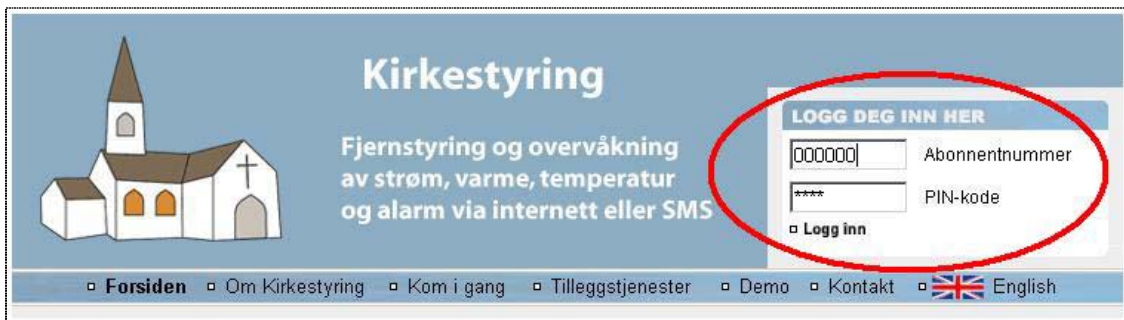 Kirkestyring
Fjernstyring og overvåkning
av strøm, varme, temperatur
og alarm via internett eller SMS
LOGG DEG INN HER
000000 Abonnentnummer
**** PIN-kode
Logg inn
Forsiden Om Kirkestyring Kom i gang Tilleggstjenester Demo Kontakt English